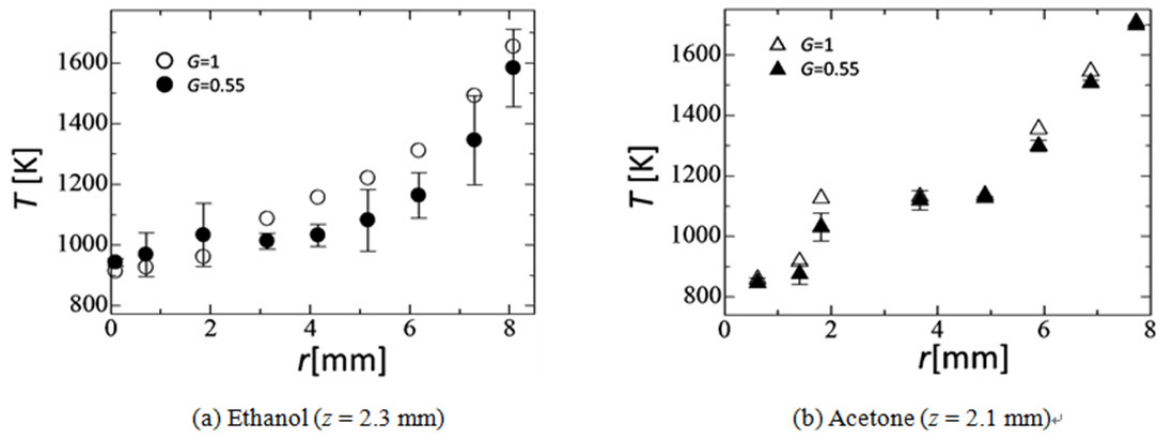 1600
1400
1200
1000
800
T [K]
G=1
G=0.55
0 2 4 6 8
r[mm]
(a) Ethanol (z = 2.3 mm)
1600
1400
1200
1000
800
T [K]
G=1
G=0.55
0 2 4 6 8
r[mm]
(b) Acetone (z = 2.1 mm)↵